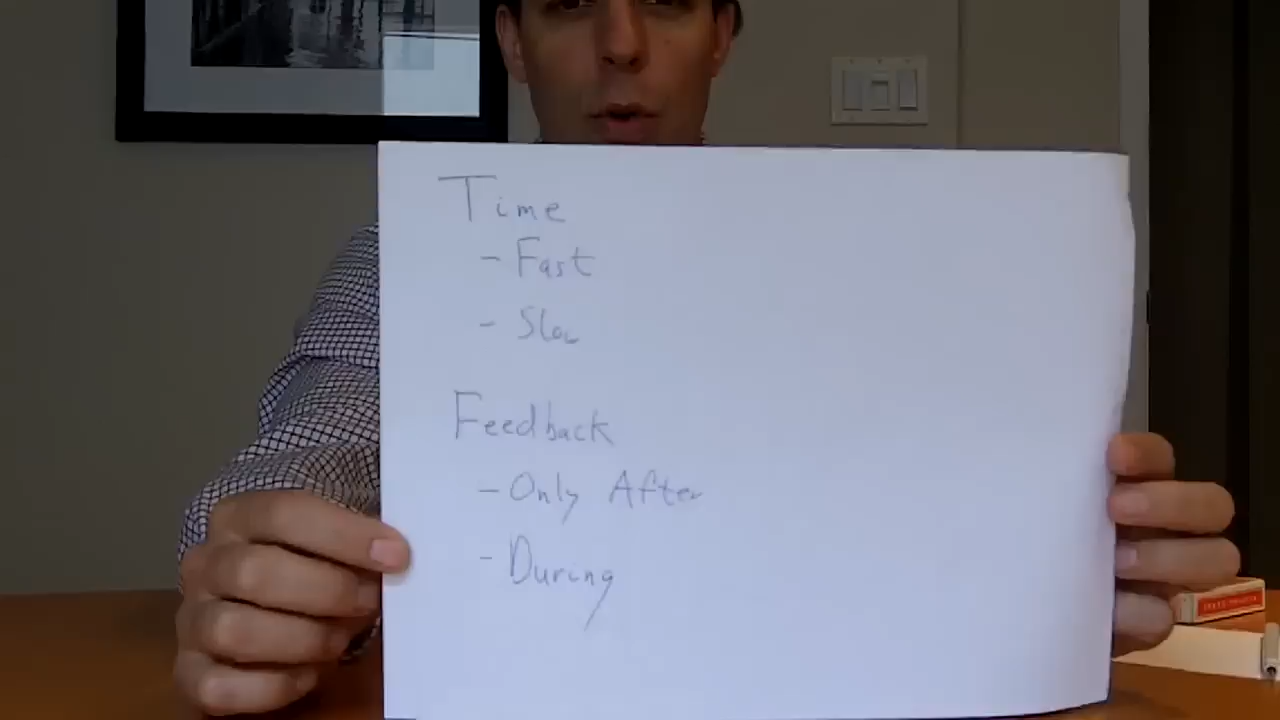 Time
- Fast
- Slow
Feedback
- Only After
- During